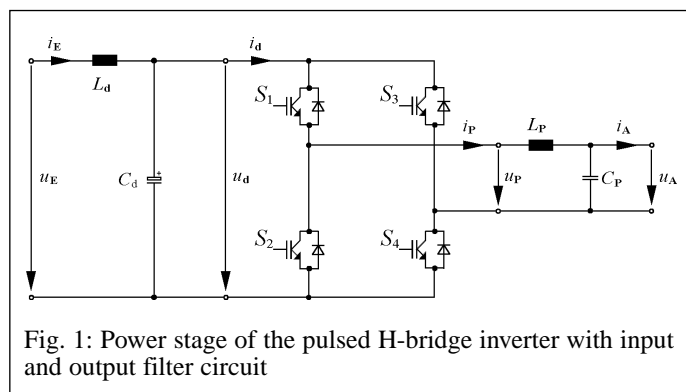 i_E
i_d
L_d
S_1
S_3
i_P
L_P
i_A
u_E
C_d
+
u_d
u_P
C_P
u_A
S_2
S_4
Fig. 1: Power stage of the pulsed H-bridge inverter with input
and output filter circuit